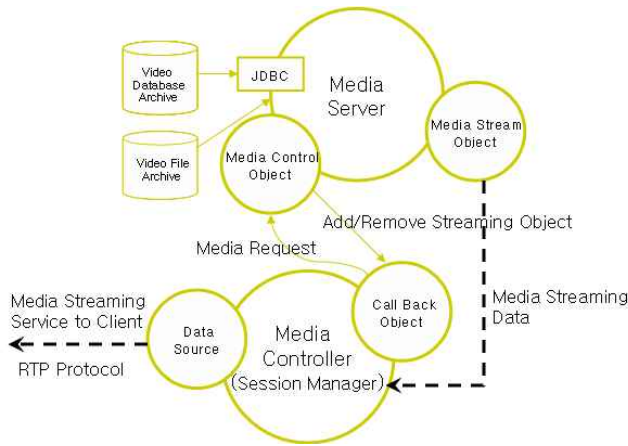 Video
Database
Archive
JDBC
Media
Server
Media Stream
Object
Video File
Archive
Media Control
Object
Add/Remove Streaming Object
Media Request
Media Streaming
Service to Client
RTP Protocol
Data
Source
Media
Controller
(Session Manager)
Call Back
Object
Media Streaming
Data